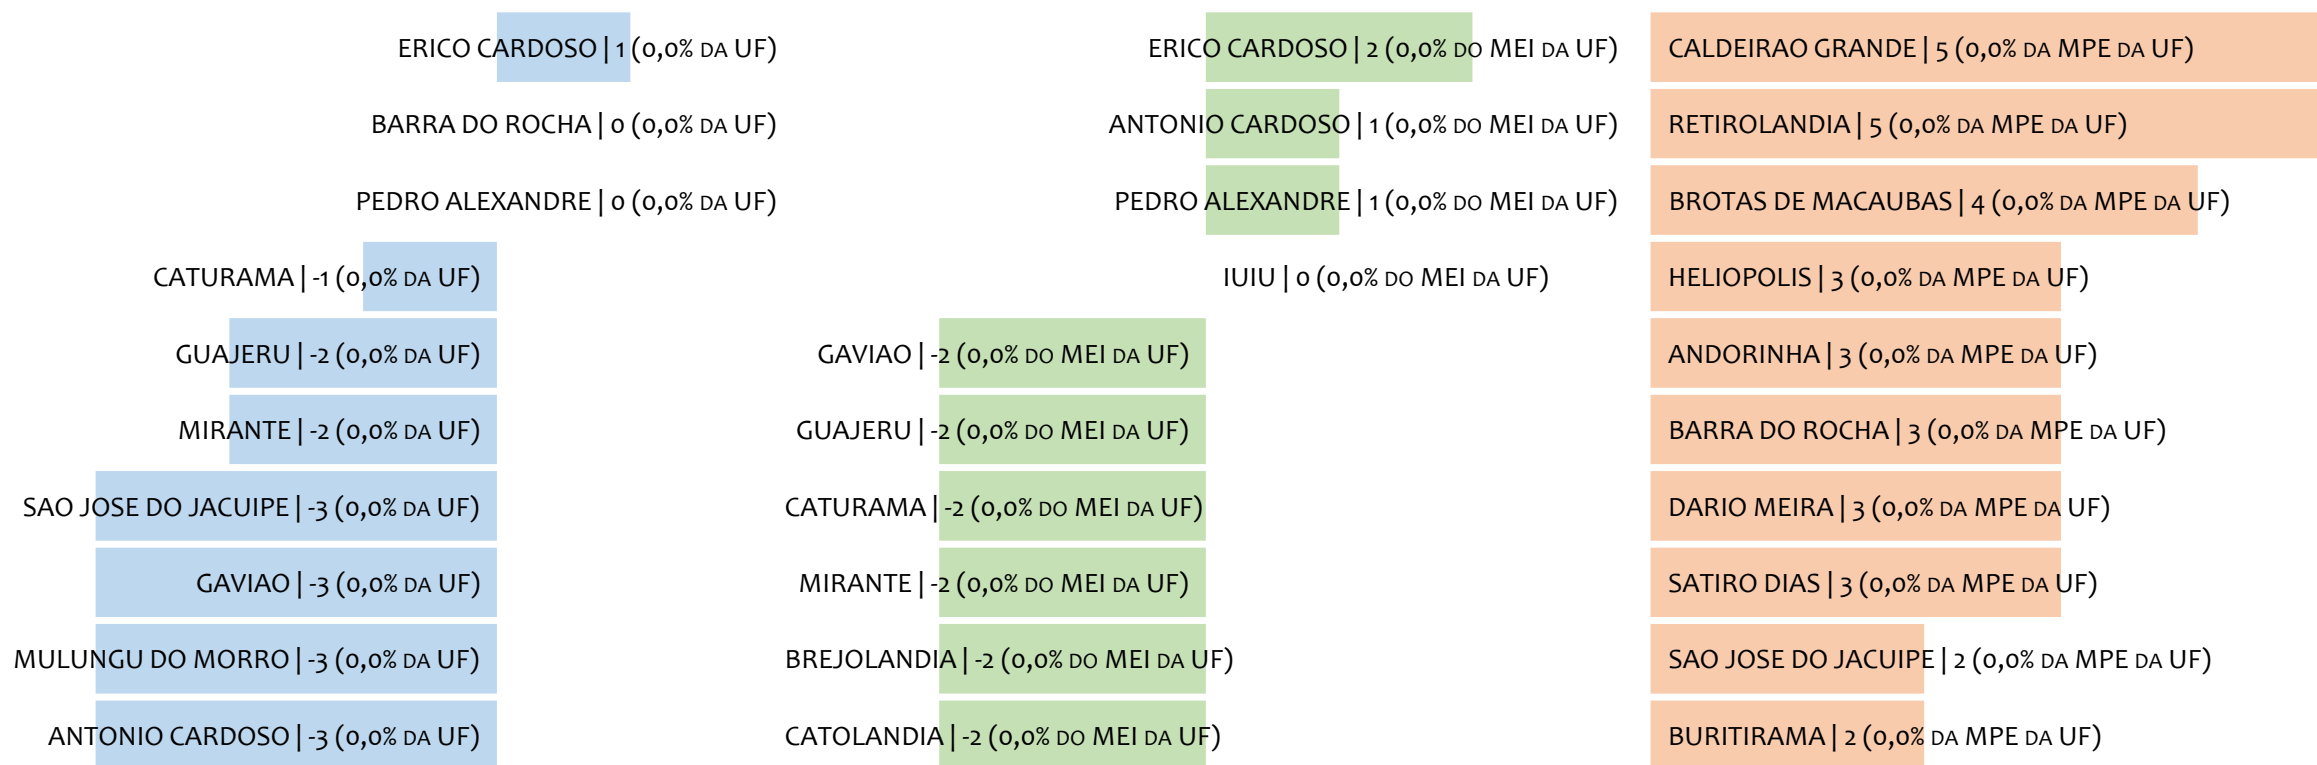 ERICO CARDOSO | 1 (0,0% DA UF)
BARRA DO ROCHA | 0 (0,0% DA UF)
PEDRO ALEXANDRE | 0 (0,0% DA UF)
CATURAMA | -1 (0,0% DA UF)
GUAJERU | -2 (0,0% DA UF)
MIRANTE | -2 (0,0% DA UF)
SAO JOSE DO JACUIPE | -3 (0,0% DA UF)
GAVIAO | -3 (0,0% DA UF)
MULUNGU DO MORRO | -3 (0,0% DA UF)
ANTONIO CARDOSO | -3 (0,0% DA UF)
ERICO CARDOSO | 2 (0,0% DO MEI DA UF)
ANTONIO CARDOSO | 1 (0,0% DO MEI DA UF)
PEDRO ALEXANDRE | 1 (0,0% DO MEI DA UF)
IUIU | 0 (0,0% DO MEI DA UF)
GAVIAO | -2 (0,0% DO MEI DA UF)
GUAJERU | -2 (0,0% DO MEI DA UF)
CATURAMA | -2 (0,0% DO MEI DA UF)
MIRANTE | -2 (0,0% DO MEI DA UF)
BREJOLANDIA | -2 (0,0% DO MEI DA UF)
CATOLANDIA | -2 (0,0% DO MEI DA UF)
CALDEIRAO GRANDE | 5 (0,0% DA MPE DA UF)
RETIROLANDIA | 5 (0,0% DA MPE DA UF)
BROTAS DE MACAUBAS | 4 (0,0% DA MPE DA UF)
HELIOPOLIS | 3 (0,0% DA MPE DA UF)
ANDORINHA | 3 (0,0% DA MPE DA UF)
BARRA DO ROCHA | 3 (0,0% DA MPE DA UF)
DARIO MEIRA | 3 (0,0% DA MPE DA UF)
SATIRO DIAS | 3 (0,0% DA MPE DA UF)
SAO JOSE DO JACUIPE | 2 (0,0% DA MPE DA UF)
BURITIRAMA | 2 (0,0% DA MPE DA UF)